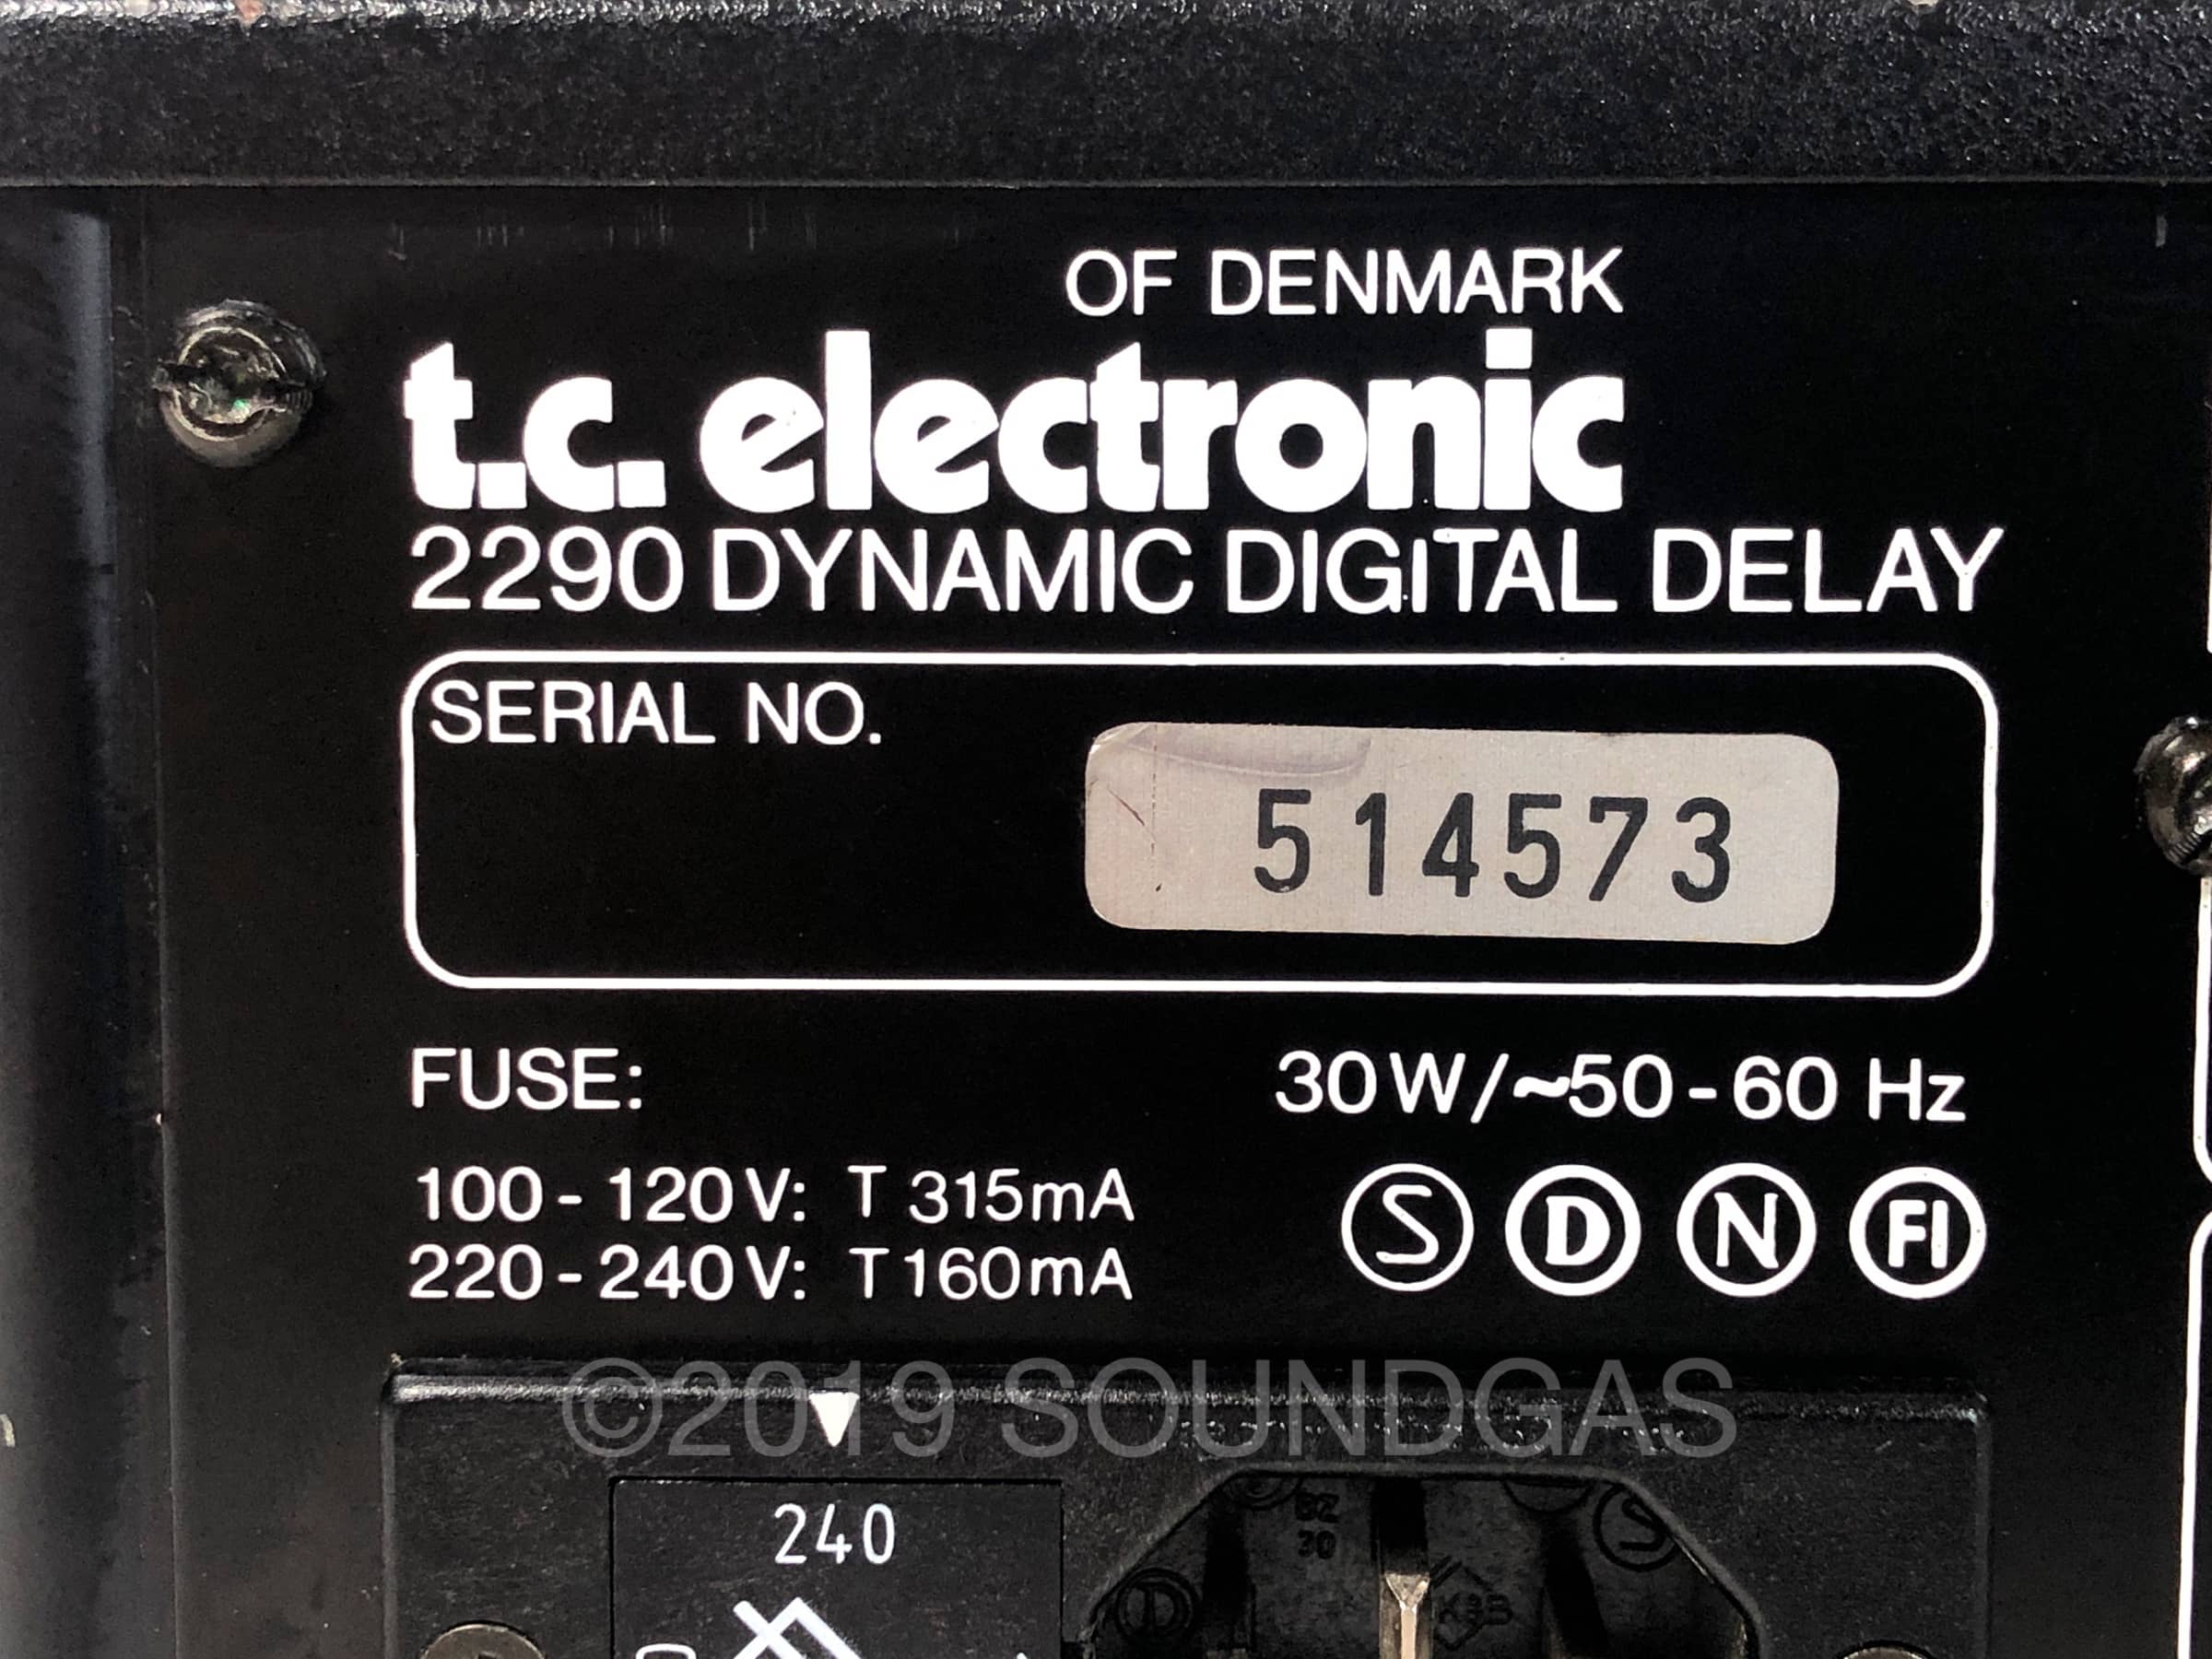 OF DENMARK
t.c. electronic
2290 DYNAMIC DIGITAL DELAY
SERIAL NO.
514573
FUSE:
30W/~50-60 Hz
100-120V: T 315mA
220-240V: T160mA
S D N FI
©2019 SOUNDGAS
240
S
D